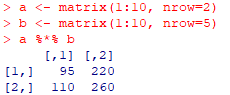 > a <- matrix(1:10, nrow=2)
> b <- matrix(1:10, nrow=5)
> a %*% b
     [,1] [,2]
[1,]   95  220
[2,]  110  260